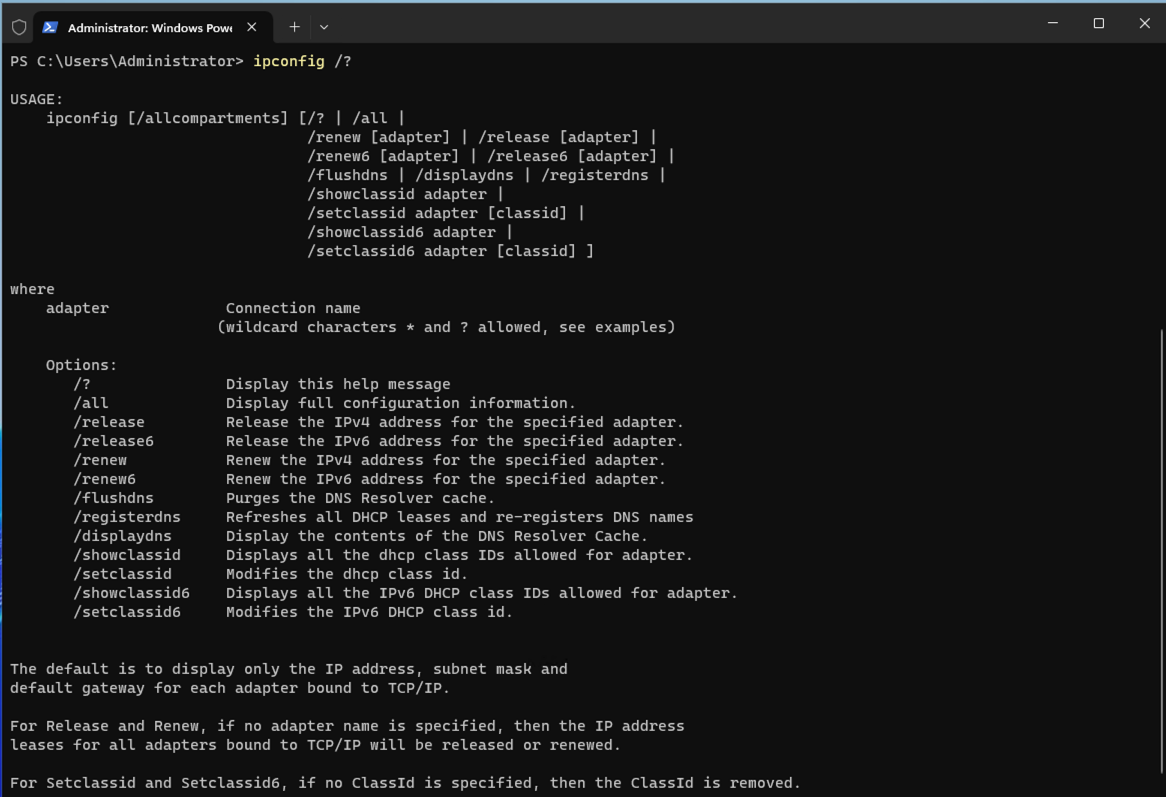 Administrator: Windows Powe
PS C:\Users\Administrator> ipconfig /?
USAGE:
    ipconfig [/allcompartments] [/? | /all |
                                 /renew [adapter] | /release [adapter] |
                                 /renew6 [adapter] | /release6 [adapter] |
                                 /flushdns | /displaydns | /registerdns |
                                 /showclassid adapter |
                                 /setclassid adapter [classid] |
                                 /showclassid6 adapter |
                                 /setclassid6 adapter [classid] ]
where
    adapter             Connection name
                       (wildcard characters * and ? allowed, see examples)
    Options:
       /?               Display this help message
       /all             Display full configuration information.
       /release         Release the IPv4 address for the specified adapter.
       /release6        Release the IPv6 address for the specified adapter.
       /renew           Renew the IPv4 address for the specified adapter.
       /renew6          Renew the IPv6 address for the specified adapter.
       /flushdns        Purges the DNS Resolver cache.
       /registerdns     Refreshes all DHCP leases and re-registers DNS names
       /displaydns      Display the contents of the DNS Resolver Cache.
       /showclassid     Displays all the dhcp class IDs allowed for adapter.
       /setclassid      Modifies the dhcp class id.
       /showclassid6    Displays all the IPv6 DHCP class IDs allowed for adapter.
       /setclassid6     Modifies the IPv6 DHCP class id.
The default is to display only the IP address, subnet mask and
default gateway for each adapter bound to TCP/IP.
For Release and Renew, if no adapter name is specified, then the IP address
leases for all adapters bound to TCP/IP will be released or renewed.
For Setclassid and Setclassid6, if no ClassId is specified, then the ClassId is removed.